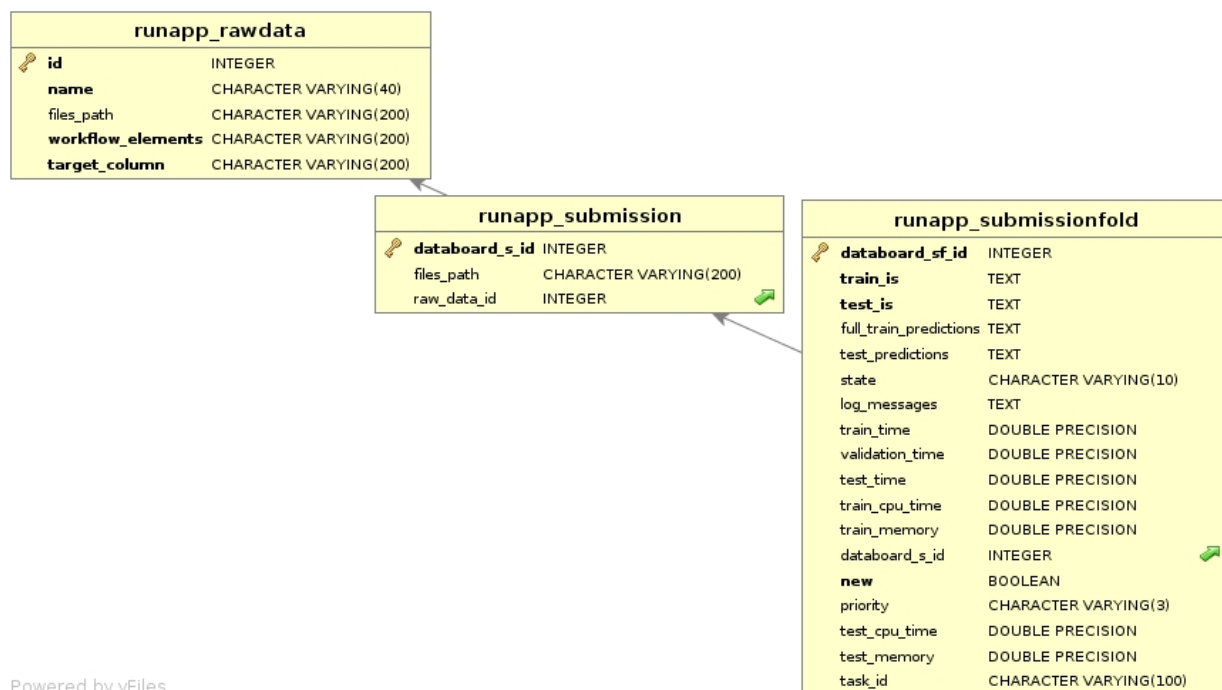 runapp_rawdata
id INTEGER
name CHARACTER VARYING(40)
files_path CHARACTER VARYING(200)
workflow_elements CHARACTER VARYING(200)
target_column CHARACTER VARYING(200)
runapp_submission
databoard_s_id INTEGER
files_path CHARACTER VARYING(200)
raw_data_id INTEGER
runapp_submissionfold
databoard_sf_id INTEGER
train_is TEXT
test_is TEXT
full_train_predictions TEXT
test_predictions TEXT
state CHARACTER VARYING(10)
log_messages TEXT
train_time DOUBLE PRECISION
validation_time DOUBLE PRECISION
test_time DOUBLE PRECISION
train_cpu_time DOUBLE PRECISION
train_memory DOUBLE PRECISION
databoard_s_id INTEGER
new BOOLEAN
priority CHARACTER VARYING(3)
test_cpu_time DOUBLE PRECISION
test_memory DOUBLE PRECISION
task_id CHARACTER VARYING(100)
Powered by yFiles